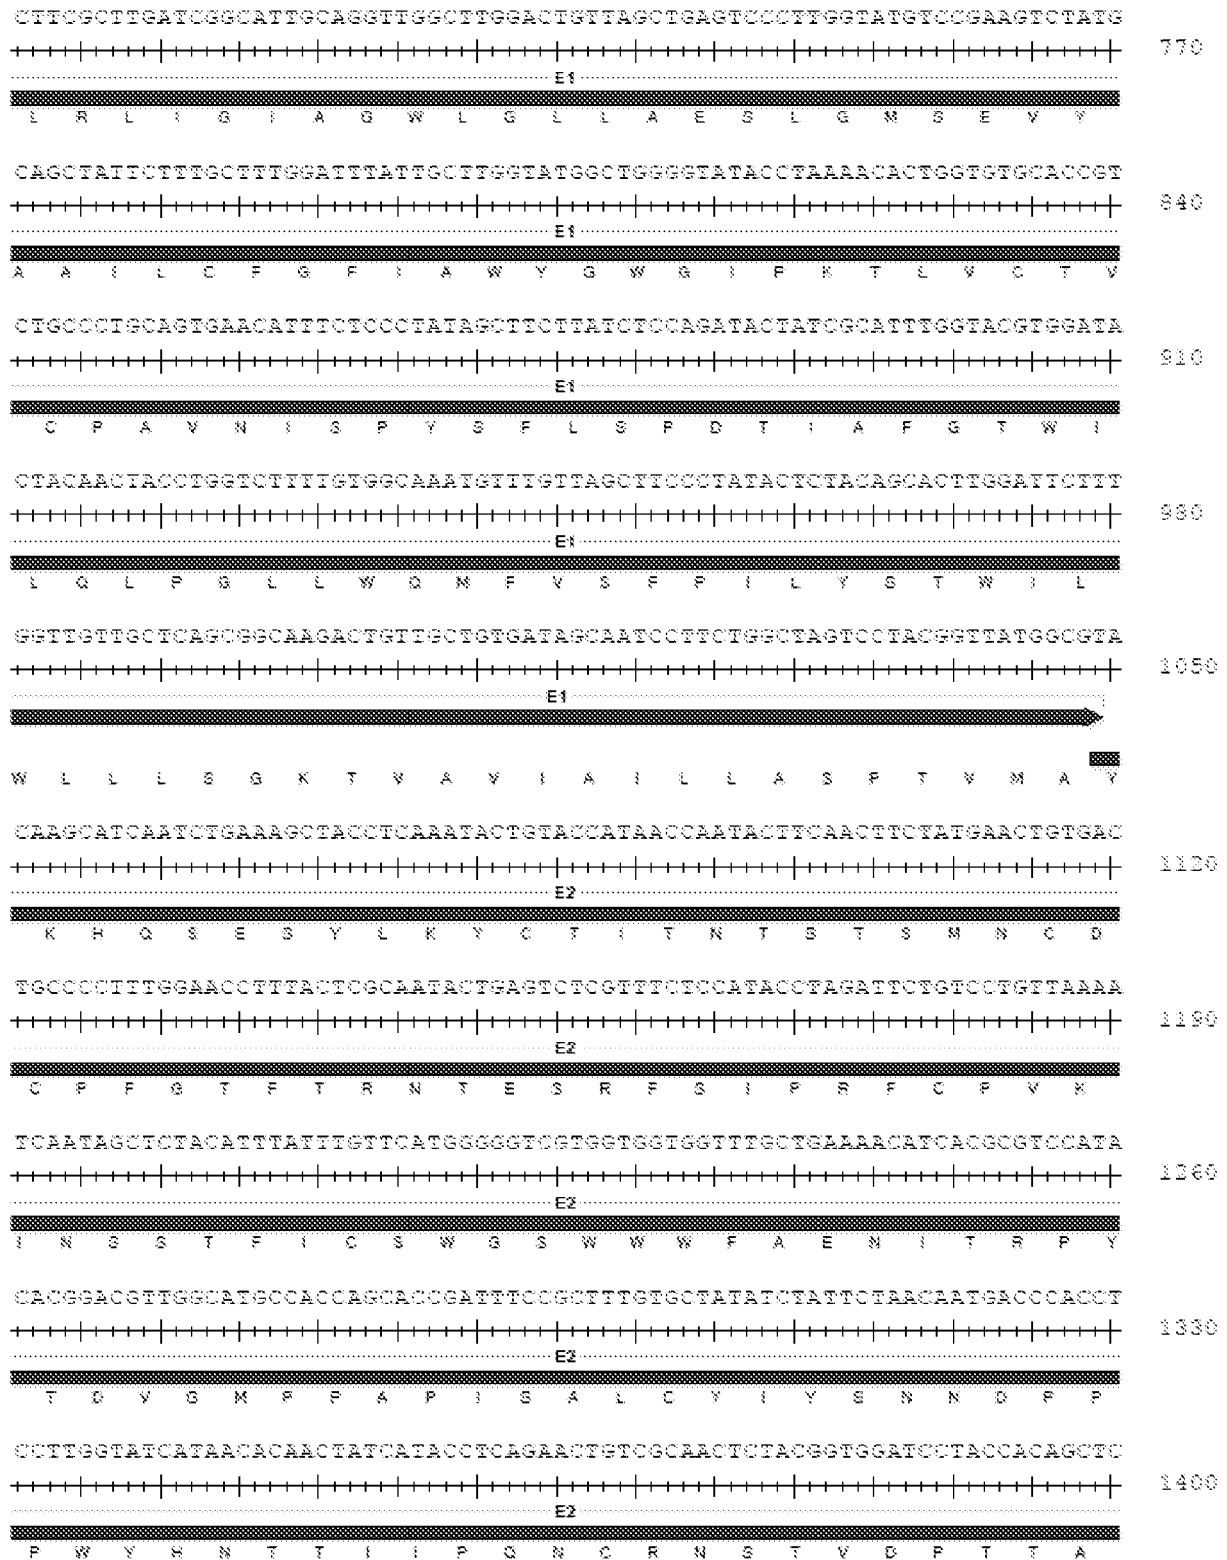 CTTCGCTTGATCGGCATTGCAGGTTGGCTTGGACTGTTAGCTGAGTCCCTTGGTATGTCCGAAGTCTATG
770
E1
L R L I G I A G W L G L L A E S L G M S E V Y
CAGCTATTCTTTGCTTTGGATTTATTGCTTGGTATGGCTGGGGTATACCTAAAACACTGGTGTGCACCGT
840
E1
A A I L C F G F I A W Y G W G I P K T L V C T V
CTGCCCTGCAGTGAACATTTCTCCCTATAGCTTCTTATCTCCAGATACTATCGCATTTGGTACGTGGATA
910
E1
C P A V N I S P Y S F L S P D T I A F G T W I
CTACAACTACCTGGTCTTTTGTGGCAAATGTTTGTTAGCTTCCCTATACTCTACAGCACTTGGATTCTTT
980
E1
L Q L P G L L W Q M F V S F P I L Y S T W I L
GGTTGTTGCTCAGCGGCAAGACTGTTGCTGTGATAGCAATCCTTCTGGCTAGTCCTACGGTTATGGCGTA
1050
E1
W L L L S G K T V A V I A I L L A S P T V M A Y
CAAGCATCAATCTGAAAGCTACCTCAAATACTGTACCATAACCAATACTTCAACTTCTATGAACTGTGAC
1120
E2
K H Q S E S Y L K Y C T I T N T S T S M N C D
TGCCCCTTTGGAACCTTTACTCGCAATACTGAGTCTCGTTTCTCCATACCTAGATTCTGTCCTGTTAAAA
1190
E2
C P F G T F T R N T E S R F S I P R F C P V K
TCAATAGCTCTACATTTATTTGTTCATGGGGGTCGTGGTGGTGGTTTGCTGAAAACATCACGCGTCCATA
1260
E2
I N S S T F I C S W G S W W W F A E N I T R P Y
CACGGACGTTGGCATGCCACCAGCACCGATTTCCGCTTTGTGCTATATCTATTCTAACAATGACCCACCT
1330
E2
T D V G M P P A P I S A L C Y I Y S N N D P P
CCTTGGTATCATAACACAACTATCATACCTCAGAACTGTCGCAACTCTACGGTGGATCCTACCACAGCTC
1400
E2
P W Y H N T T I I P Q N C R N S T V D P T T A